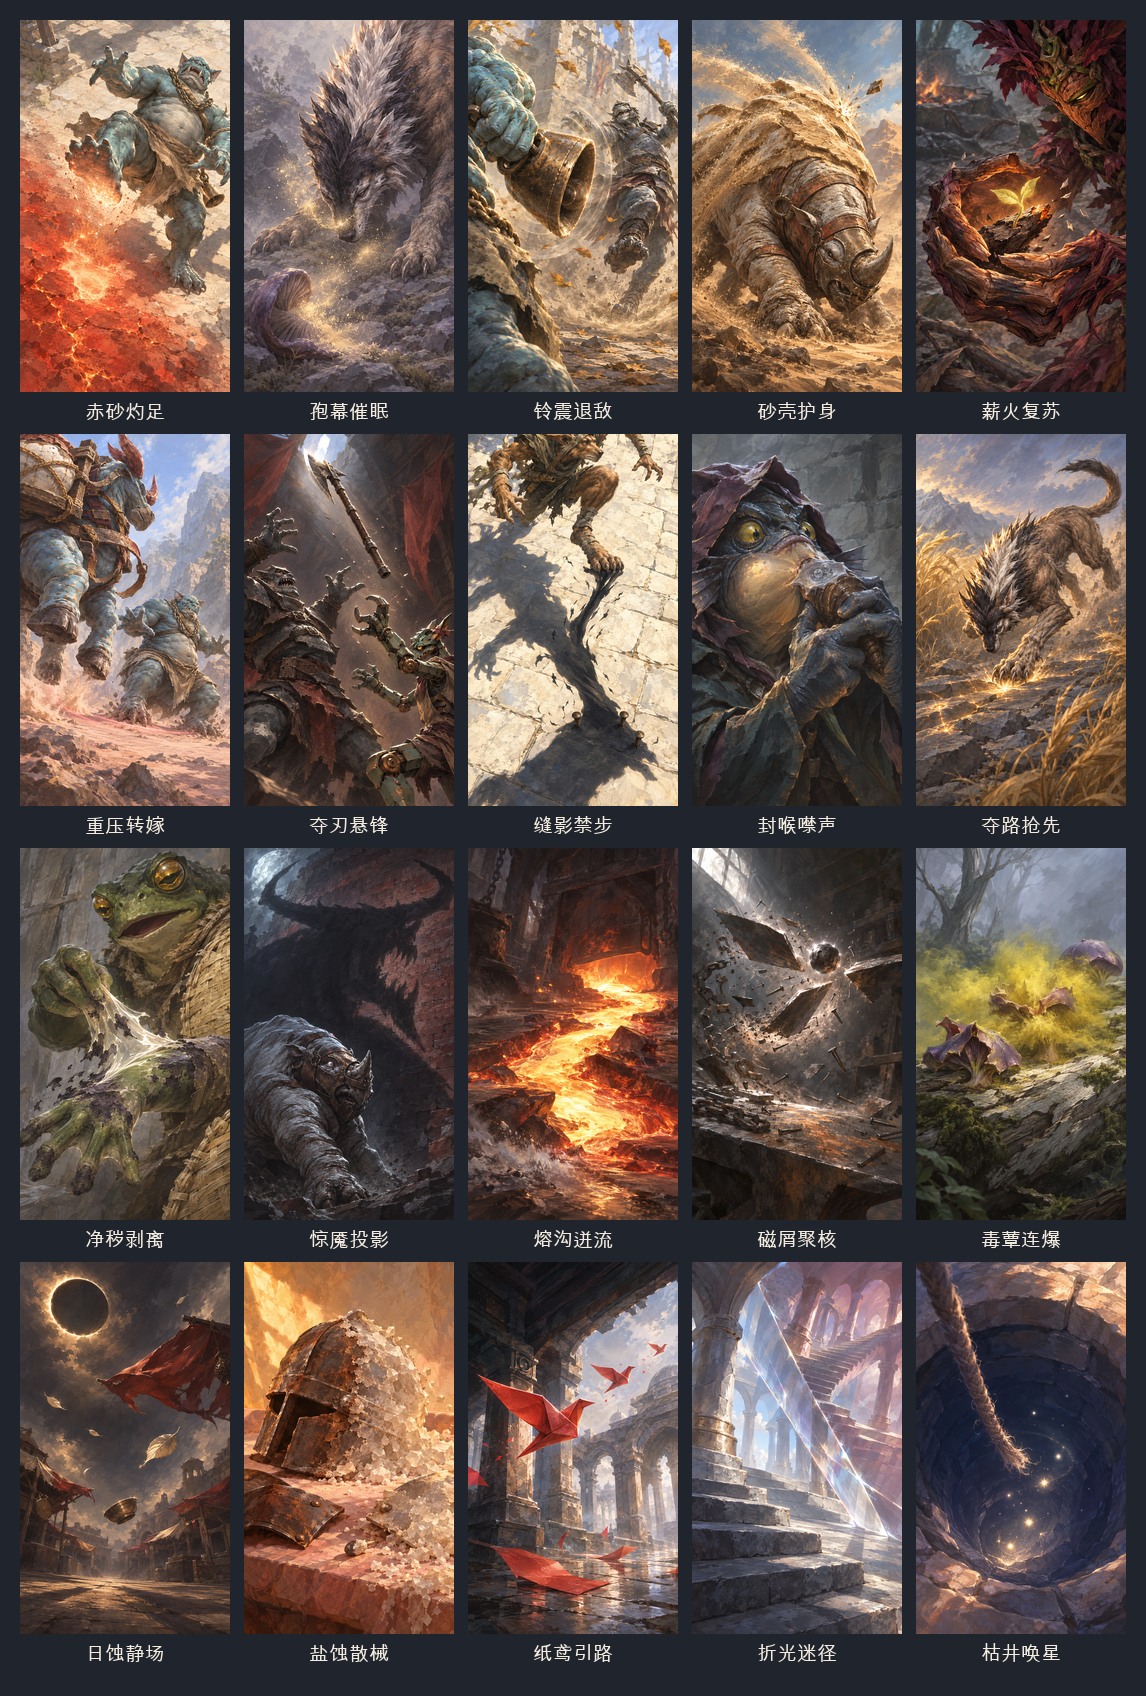 赤砂灼足
孢幕催眠
铃震退敌
砂壳护身
薪火复苏
重压转嫁
夺刃悬锋
缝影禁步
封喉噤声
夺路抢先
净秽剥离
惊魇投影
熔沟迸流
磁屑聚核
毒蕈连爆
日蚀静场
盐蚀散械
纸鸢引路
折光迷径
枯井唤星